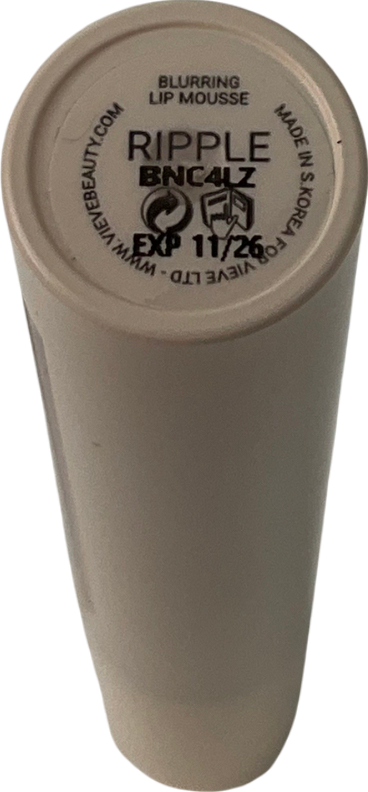 BLURRING
LIP MOUSSE
RIPPLE
BNC4LZ
EXP 11/26
MADE IN S.KOREA FOR VIEVE LTD - WWW.VIEVEBEAUTY.COM